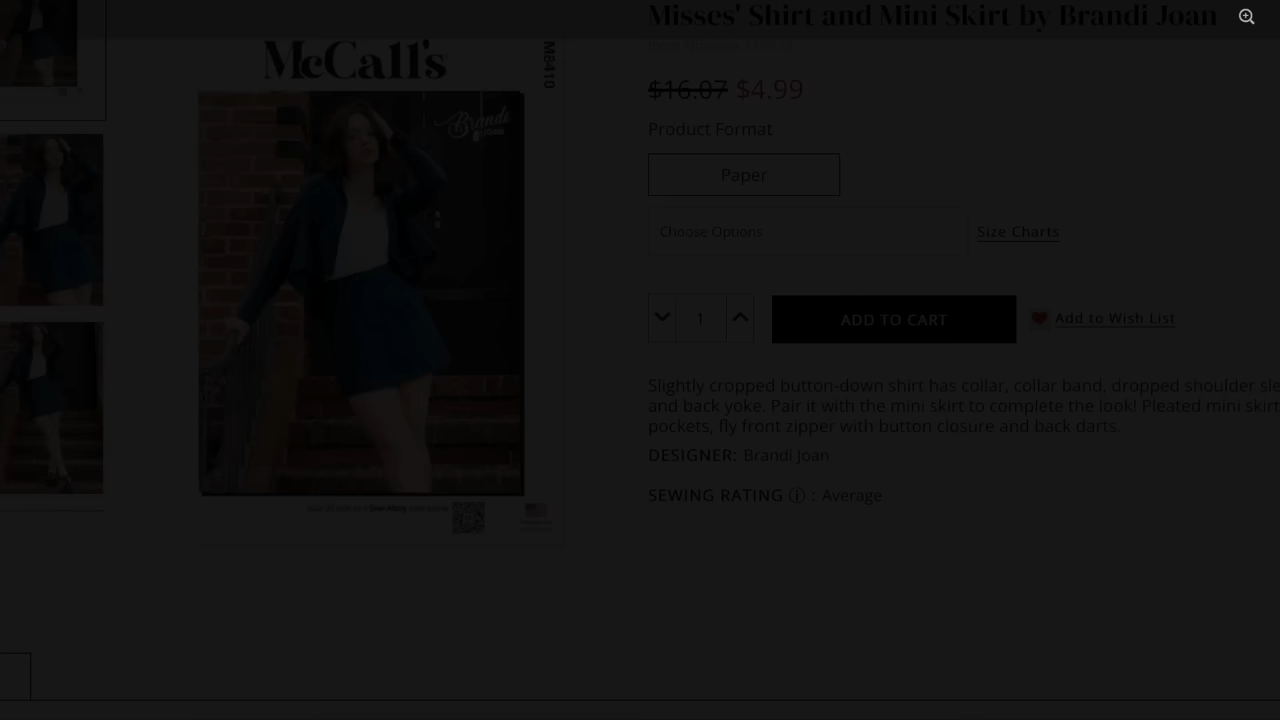 Misses' Shirt and Mini Skirt by Brandi Joan
McCall's
M8410
Brandi
$16.07 $4.99
Product Format
Paper
Choose Options
Size Charts
1
ADD TO CART
Add to Wish List
Slightly cropped button-down shirt has collar, collar band, dropped shoulder sle
and back yoke. Pair it with the mini skirt to complete the look! Pleated mini skirt
pockets, fly front zipper with button closure and back darts.
DESIGNER: Brandi Joan
SEWING RATING ⓘ : Average